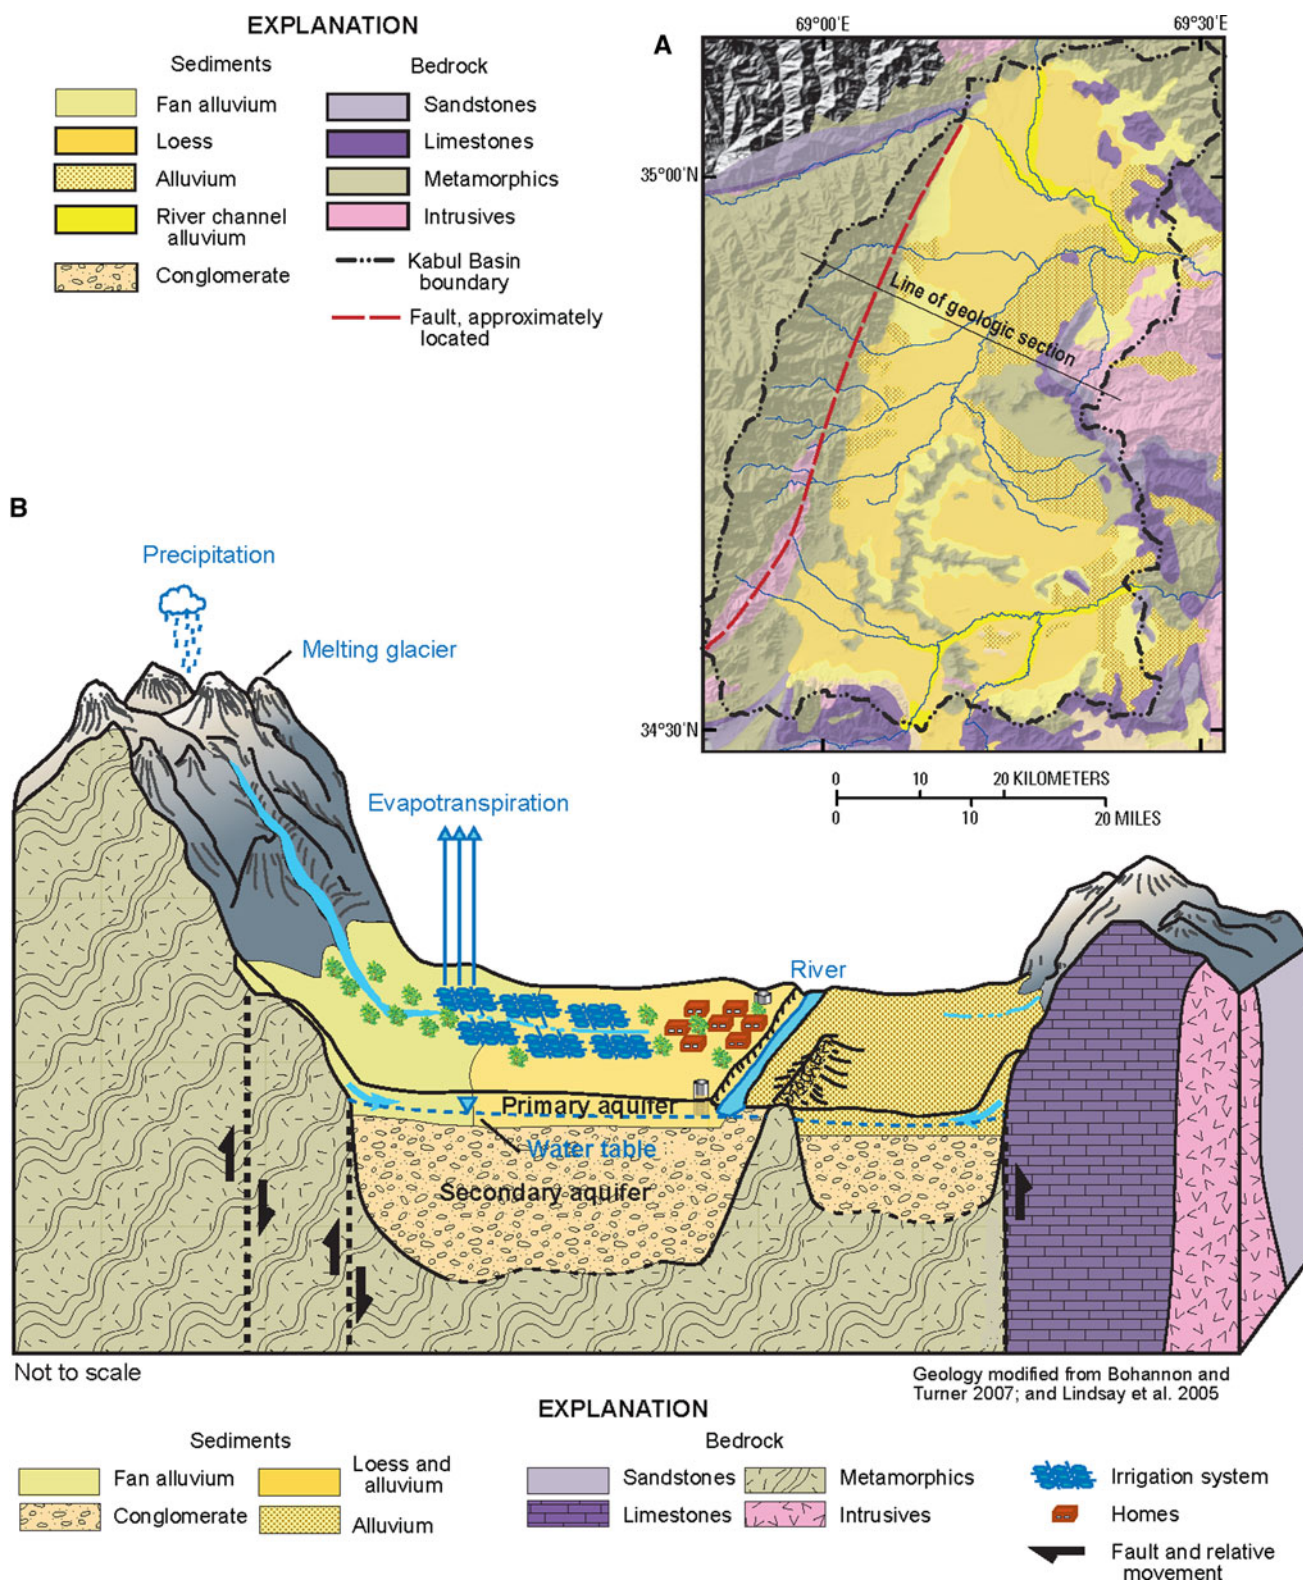 EXPLANATION
Sediments
Fan alluvium
Loess
Alluvium
River channel
alluvium
Conglomerate
Bedrock
Sandstones
Limestones
Metamorphics
Intrusives
Kabul Basin
boundary
Fault, approximately
located
A
69°00'E
69°30'E
35°00'N
34°30'N
Line of geologic section
0 10 20 KILOMETERS
0 10 20 MILES
B
Precipitation
Melting glacier
Evapotranspiration
River
Primary aquifer
Water table
Secondary aquifer
Not to scale
Geology modified from Bohannon and
Turner 2007; and Lindsay et al. 2005
EXPLANATION
Sediments
Fan alluvium
Conglomerate
Loess and
alluvium
Alluvium
Bedrock
Sandstones
Limestones
Metamorphics
Intrusives
Irrigation system
Homes
Fault and relative
movement